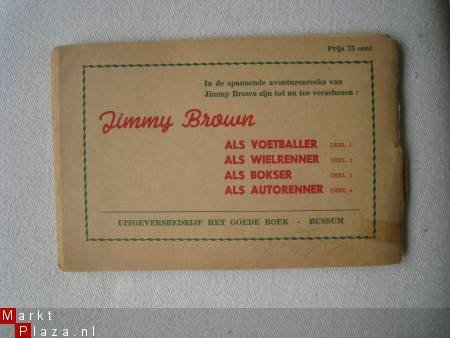 Prijs 75 cent
In de spannende avonturenreeks van
Jimmy Brown zijn tot nu toe verschenen :
Jimmy Brown
ALS VOETBALLER DEEL 1
ALS WIELRENNER DEEL 2
ALS BOKSER DEEL 3
ALS AUTORENNER DEEL 4
UITGEVERSBEDRIJF HET GOEDE BOEK - BUSSUM
Markt
Plaza.nl